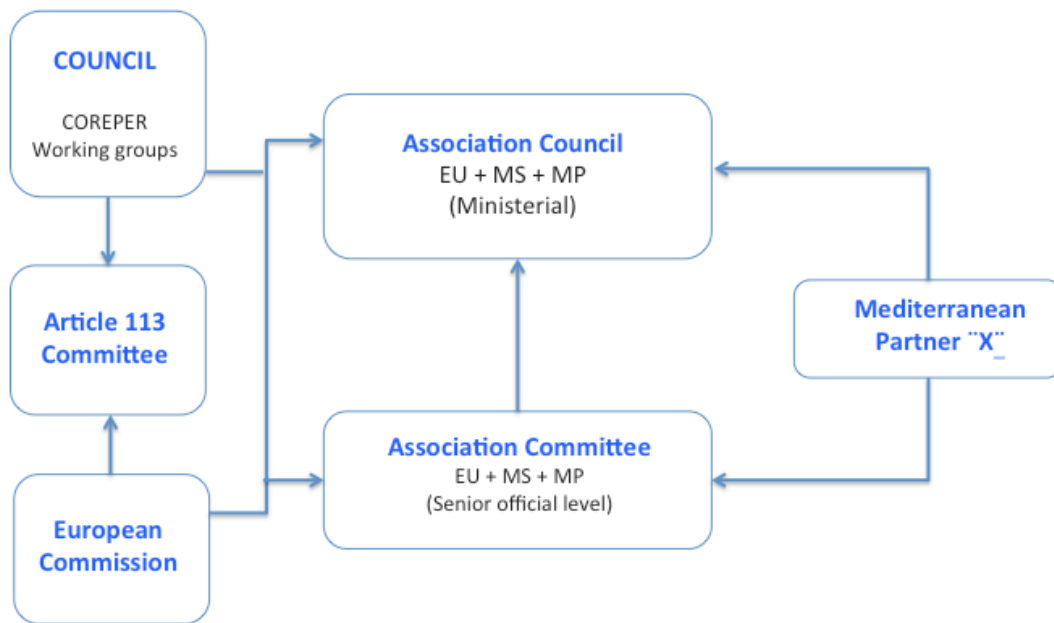 COUNCIL
COREPER
Working groups
Article 113
Committee
European
Commission
Association Council
EU + MS + MP
(Ministerial)
Association Committee
EU + MS + MP
(Senior official level)
Mediterranean
Partner ¨X¨